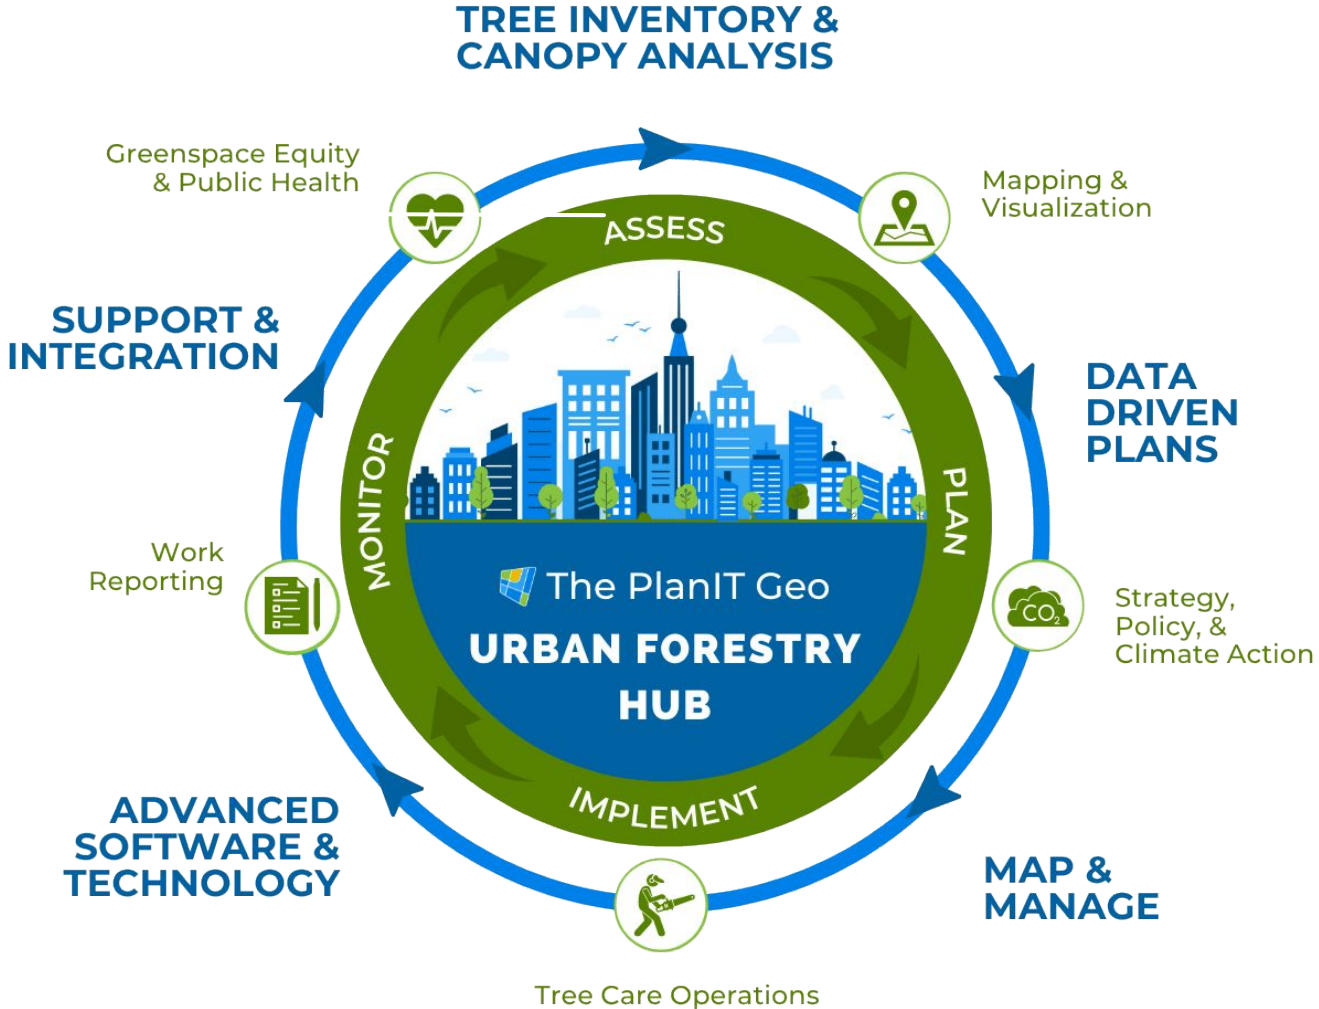 TREE INVENTORY &
CANOPY ANALYSIS
Greenspace Equity
& Public Health
Mapping &
Visualization
ASSESS
SUPPORT &
INTEGRATION
DATA
DRIVEN
PLANS
MONITOR
PLAN
Work
Reporting
The PlanIT Geo
URBAN FORESTRY
HUB
CO2
Strategy,
Policy, &
Climate Action
IMPLEMENT
ADVANCED
SOFTWARE &
TECHNOLOGY
MAP &
MANAGE
Tree Care Operations